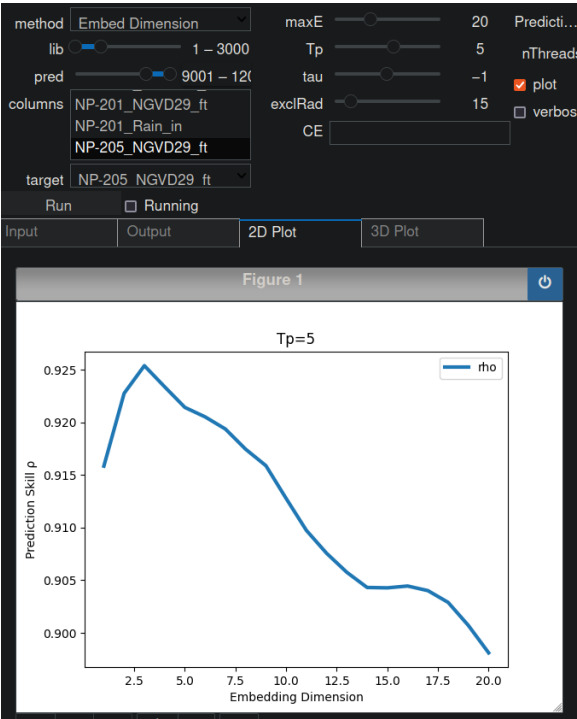 method Embed Dimension maxE 20 Predicti...
lib 1 – 3000 Tp 5 nThreads
pred 9001 – 120 tau −1 plot
columns NP-201_NGVD29_ft exclRad 15 verbos
NP-201_Rain_in CE
NP-205_NGVD29_ft
target NP-205_NGVD29_ft
Run Running
Input Output 2D Plot 3D Plot
Figure 1
Tp=5
rho
0.925
0.920
0.915
0.910
0.905
0.900
Prediction Skill ρ
2.5 5.0 7.5 10.0 12.5 15.0 17.5 20.0
Embedding Dimension